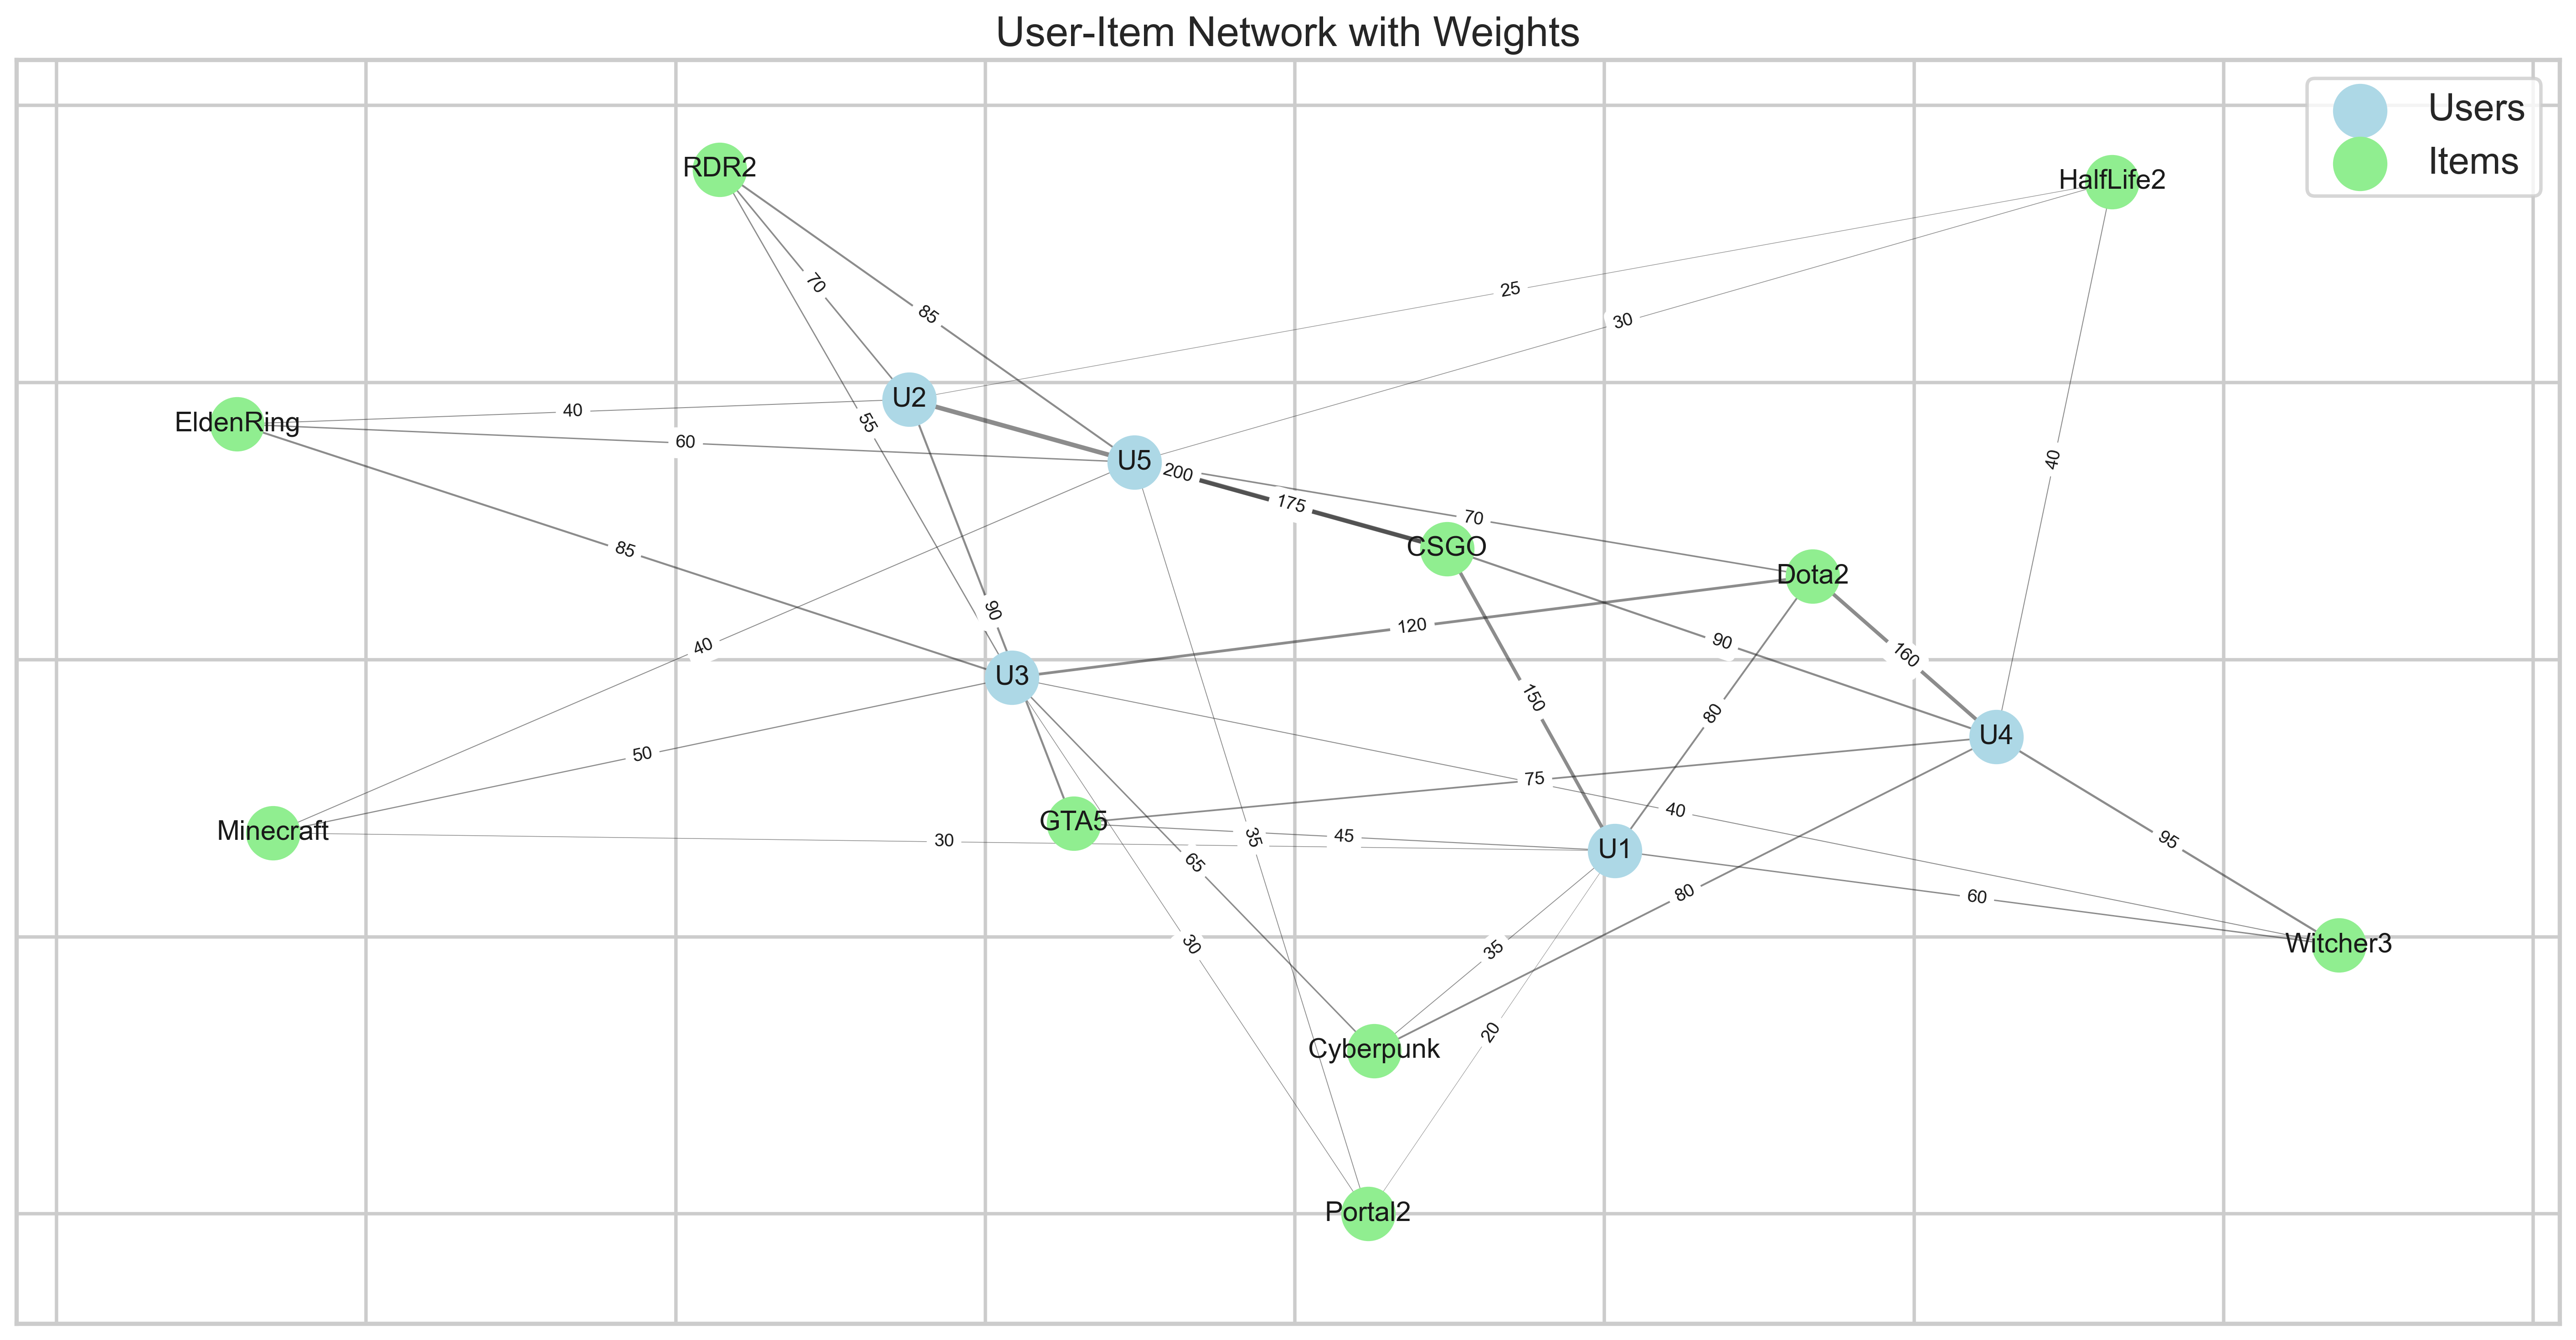 User-Item Network with Weights
Users
Items
RDR2
HalfLife2
70
25
85
30
U2
EldenRing
40
55
60
U5
40
200
175
70
85
CSGO
Dota2
90
120
90
160
40
U3
150
80
U4
50
75
40
GTA5
Minecraft
30
35
45
U1
95
65
80
60
30
35
Witcher3
20
Cyberpunk
Portal2